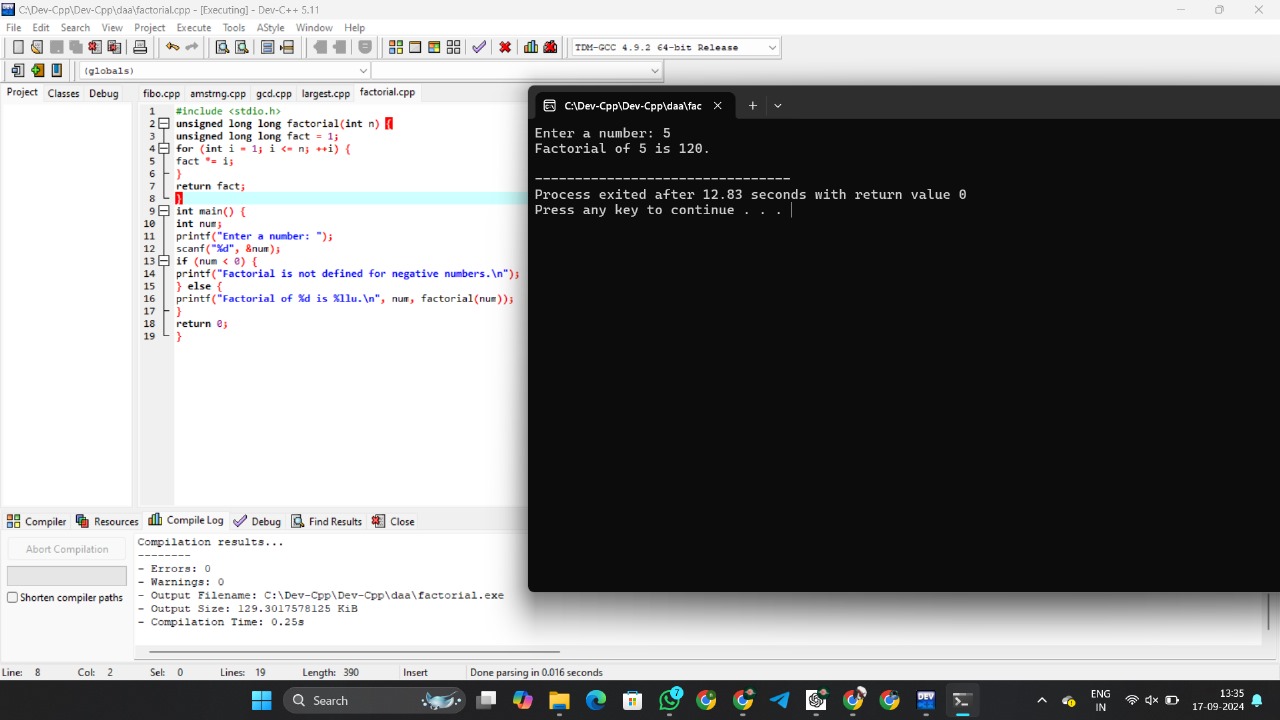 C:\Dev-Cpp\Dev-Cpp\daa\factorial.cpp - [Executing] - Dev-C++ 5.11
File Edit Search View Project Execute Tools AStyle Window Help
TDM-GCC 4.9.2 64-bit Release
(globals)
Project Classes Debug
fibo.cpp amstrng.cpp gcd.cpp largest.cpp factorial.cpp
1 #include <stdio.h>
2 unsigned long long factorial(int n) {
3 unsigned long long fact = 1;
4 for (int i = 1; i <= n; ++i) {
5 fact *= i;
6 }
7 return fact;
8 }
9 int main() {
10 int num;
11 printf("Enter a number: ");
12 scanf("%d", &num);
13 if (num < 0) {
14 printf("Factorial is not defined for negative numbers.\n");
15 } else {
16 printf("Factorial of %d is %llu.\n", num, factorial(num));
17 }
18 return 0;
19 }
C:\Dev-Cpp\Dev-Cpp\daa\fac
Enter a number: 5
Factorial of 5 is 120.
--------------------------------
Process exited after 12.83 seconds with return value 0
Press any key to continue . . .
Compiler Resources Compile Log Debug Find Results Close
Abort Compilation
Shorten compiler paths
Compilation results...
--------
- Errors: 0
- Warnings: 0
- Output Filename: C:\Dev-Cpp\Dev-Cpp\daa\factorial.exe
- Output Size: 129.3017578125 KiB
- Compilation Time: 0.25s
Line: 8 Col: 2 Sel: 0 Lines: 19 Length: 390 Insert Done parsing in 0.016 seconds
Search
7
DEV
ENG
IN
13:35
17-09-2024